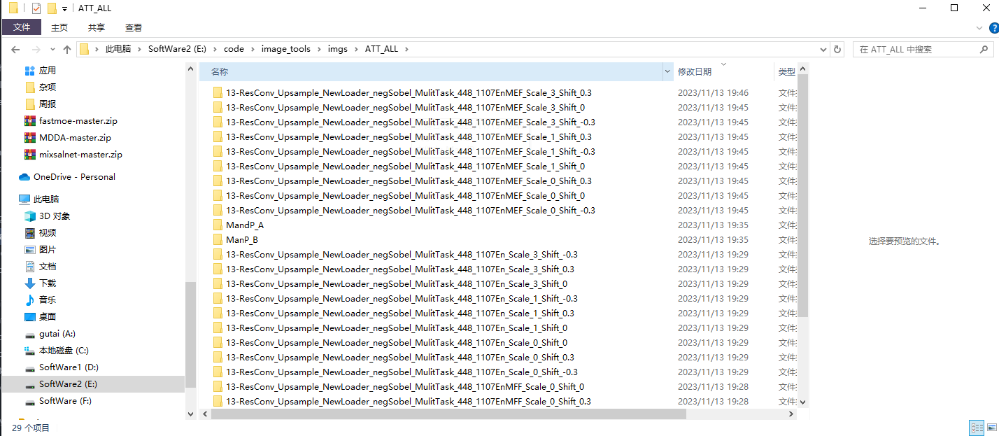 ATT_ALL
文件 主页 共享 查看
此电脑 SoftWare2 (E:) code image_tools imgs ATT_ALL 在 ATT_ALL 中搜索
应用
杂项
周报
fastmoe-master.zip
MDDA-master.zip
mixsalnet-master.zip
OneDrive - Personal
此电脑
3D 对象
视频
图片
文档
下载
音乐
桌面
gutai (A:)
本地磁盘 (C:)
SoftWare1 (D:)
SoftWare2 (E:)
SoftWare (F:)
名称 修改日期 类型
13-ResConv_Upsample_NewLoader_negSobel_MulitTask_448_1107EnMEF_Scale_3_Shift_0.3 2023/11/13 19:46 文件
13-ResConv_Upsample_NewLoader_negSobel_MulitTask_448_1107EnMEF_Scale_3_Shift_0 2023/11/13 19:45 文件
13-ResConv_Upsample_NewLoader_negSobel_MulitTask_448_1107EnMEF_Scale_3_Shift_-0.3 2023/11/13 19:45 文件
13-ResConv_Upsample_NewLoader_negSobel_MulitTask_448_1107EnMEF_Scale_1_Shift_0.3 2023/11/13 19:45 文件
13-ResConv_Upsample_NewLoader_negSobel_MulitTask_448_1107EnMEF_Scale_1_Shift_-0.3 2023/11/13 19:45 文件
13-ResConv_Upsample_NewLoader_negSobel_MulitTask_448_1107EnMEF_Scale_1_Shift_0 2023/11/13 19:45 文件
13-ResConv_Upsample_NewLoader_negSobel_MulitTask_448_1107EnMEF_Scale_0_Shift_0.3 2023/11/13 19:45 文件
13-ResConv_Upsample_NewLoader_negSobel_MulitTask_448_1107EnMEF_Scale_0_Shift_0 2023/11/13 19:45 文件
13-ResConv_Upsample_NewLoader_negSobel_MulitTask_448_1107EnMEF_Scale_0_Shift_-0.3 2023/11/13 19:45 文件
MandP_A 2023/11/13 19:35 文件
ManP_B 2023/11/13 19:35 文件
13-ResConv_Upsample_NewLoader_negSobel_MulitTask_448_1107En_Scale_3_Shift_-0.3 2023/11/13 19:29 文件
13-ResConv_Upsample_NewLoader_negSobel_MulitTask_448_1107En_Scale_3_Shift_0.3 2023/11/13 19:29 文件
13-ResConv_Upsample_NewLoader_negSobel_MulitTask_448_1107En_Scale_3_Shift_0 2023/11/13 19:29 文件
13-ResConv_Upsample_NewLoader_negSobel_MulitTask_448_1107En_Scale_1_Shift_-0.3 2023/11/13 19:29 文件
13-ResConv_Upsample_NewLoader_negSobel_MulitTask_448_1107En_Scale_1_Shift_0.3 2023/11/13 19:29 文件
13-ResConv_Upsample_NewLoader_negSobel_MulitTask_448_1107En_Scale_1_Shift_0 2023/11/13 19:29 文件
13-ResConv_Upsample_NewLoader_negSobel_MulitTask_448_1107En_Scale_0_Shift_0 2023/11/13 19:29 文件
13-ResConv_Upsample_NewLoader_negSobel_MulitTask_448_1107En_Scale_0_Shift_0.3 2023/11/13 19:29 文件
13-ResConv_Upsample_NewLoader_negSobel_MulitTask_448_1107En_Scale_0_Shift_-0.3 2023/11/13 19:29 文件
13-ResConv_Upsample_NewLoader_negSobel_MulitTask_448_1107EnMFF_Scale_0_Shift_0 2023/11/13 19:28 文件
13-ResConv_Upsample_NewLoader_negSobel_MulitTask_448_1107EnMFF_Scale_0_Shift_0.3 2023/11/13 19:28 文件
选择要预览的文件。
29 个项目